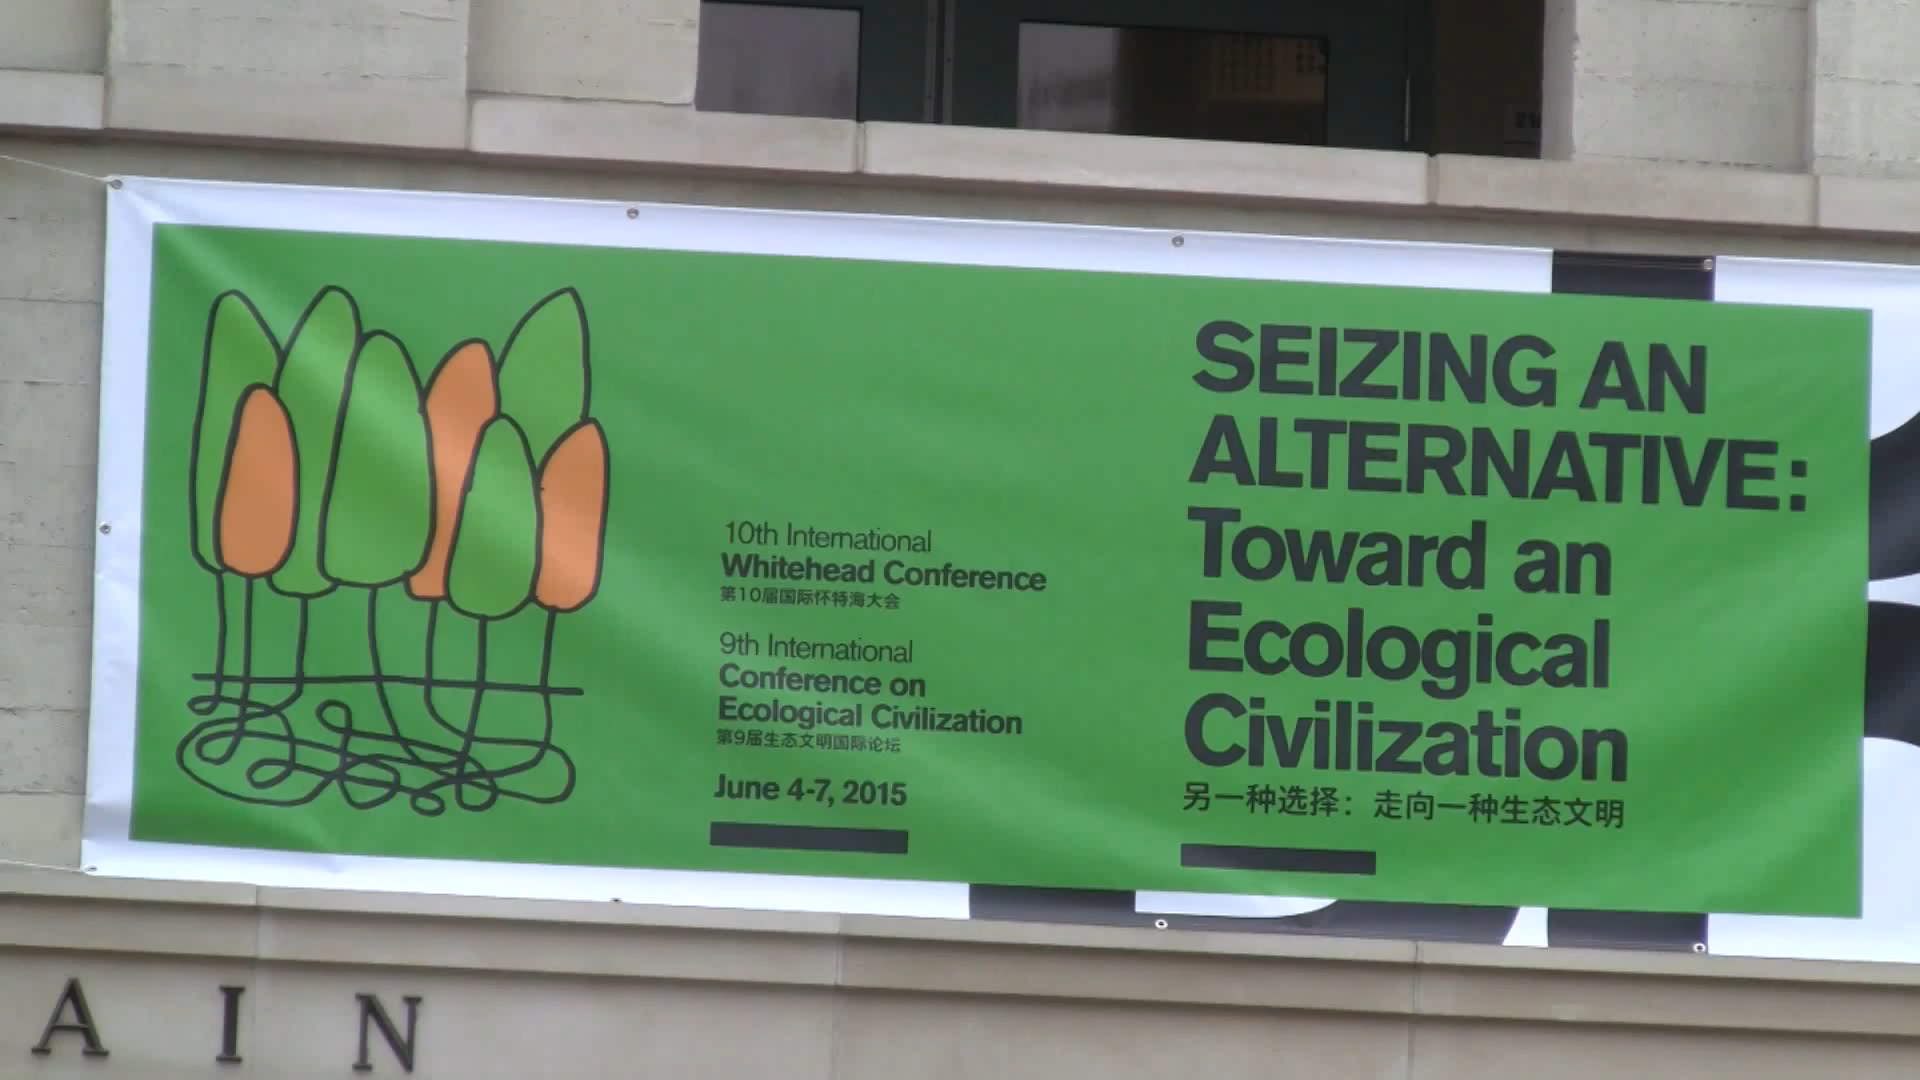 10th International
Whitehead Conference
第10届国际怀特海大会
9th International
Conference on
Ecological Civilization
第9届生态文明国际论坛
June 4-7, 2015
SEIZING AN
ALTERNATIVE:
Toward an
Ecological
Civilization
另一种选择：走向一种生态文明
AIN